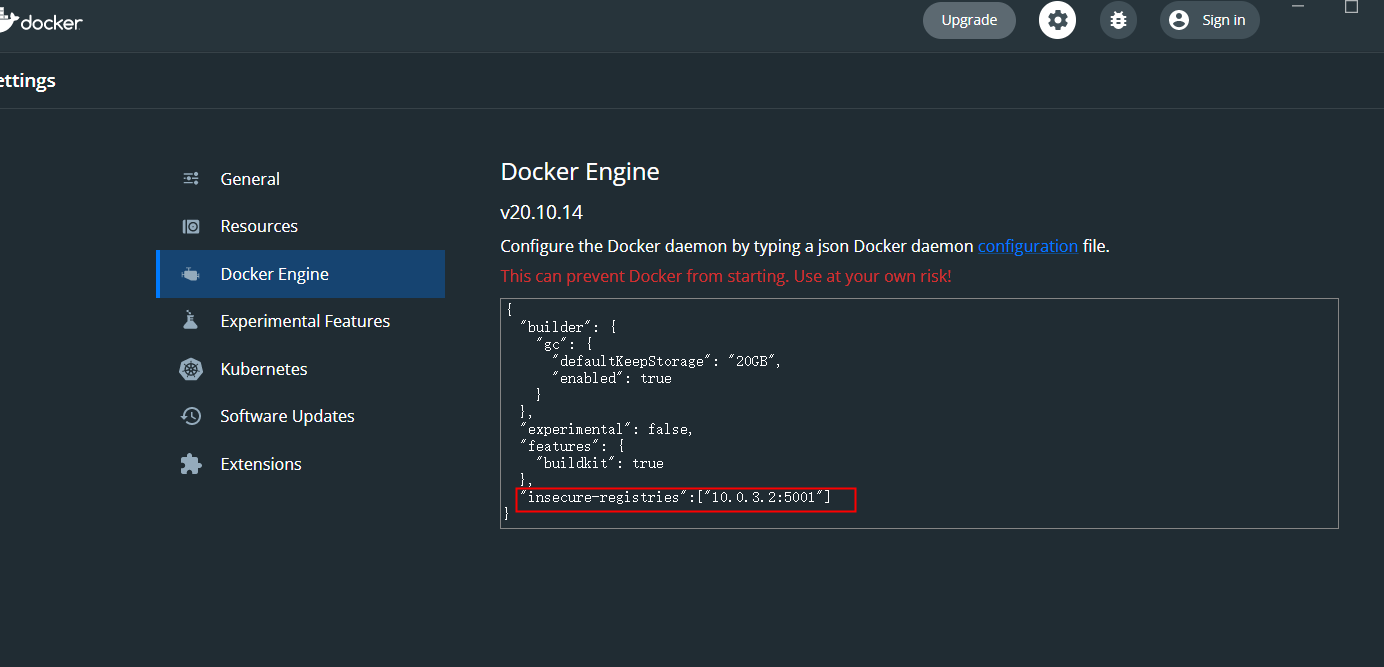 docker
Upgrade
Sign in
ettings
General
Resources
Docker Engine
Experimental Features
Kubernetes
Software Updates
Extensions
Docker Engine
v20.10.14
Configure the Docker daemon by typing a json Docker daemon configuration file.
This can prevent Docker from starting. Use at your own risk!
{
  "builder": {
    "gc": {
      "defaultKeepStorage": "20GB",
      "enabled": true
    }
  },
  "experimental": false,
  "features": {
    "buildkit": true
  },
  "insecure-registries":["10.0.3.2:5001"]
}